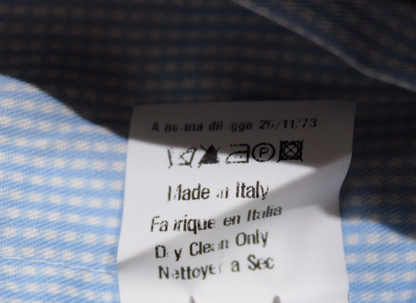 A norma di legge 26/11/73
P
Made in Italy
Fabrique en Italia
Dry Clean Only
Nettoyer a Sec